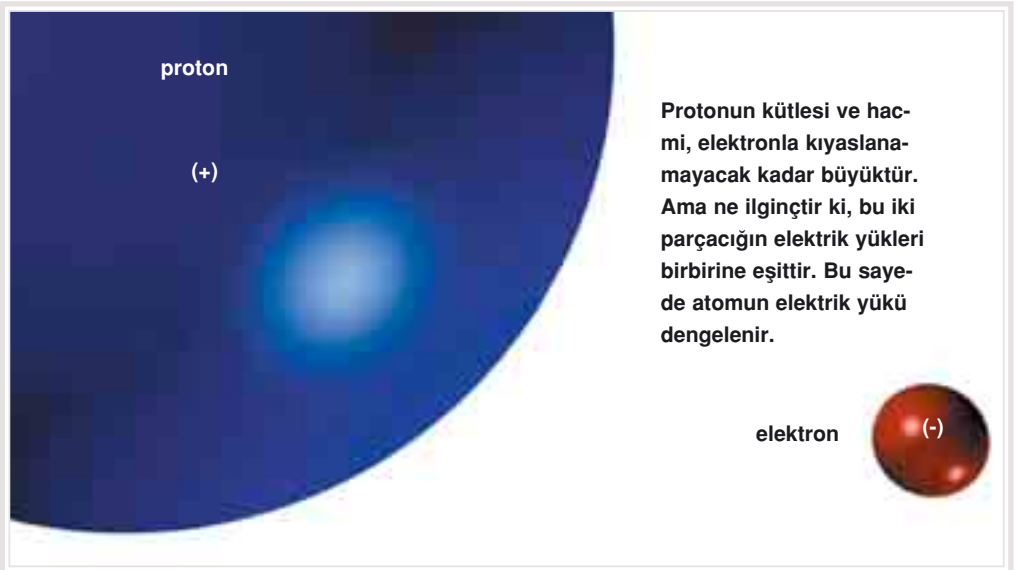 proton
(+)
Protonun kütlesi ve hac-
mi, elektronla kıyaslana-
mayacak kadar büyüktür.
Ama ne ilginçtir ki, bu iki
parçacığın elektrik yükleri
birbirine eşittir. Bu saye-
de atomun elektrik yükü
dengelenir.
elektron
(-)